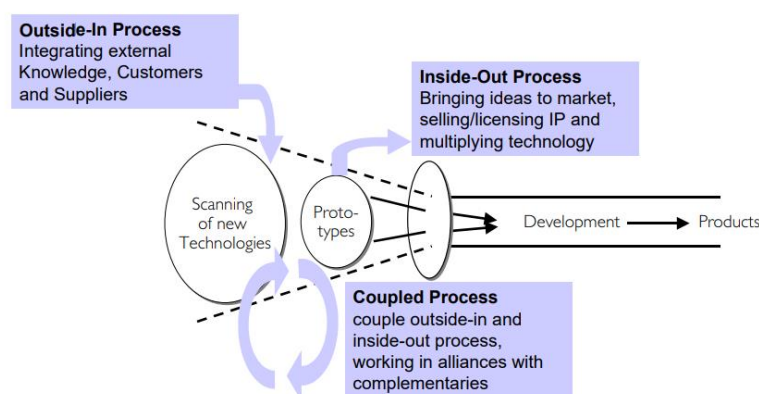 Outside-In Process
Integrating external
Knowledge, Customers
and Suppliers
Inside-Out Process
Bringing ideas to market,
selling/licensing IP and
multiplying technology
Scanning
of new
Technologies
Proto-
types
Development
Products
Coupled Process
couple outside-in and
inside-out process,
working in alliances with
complementaries